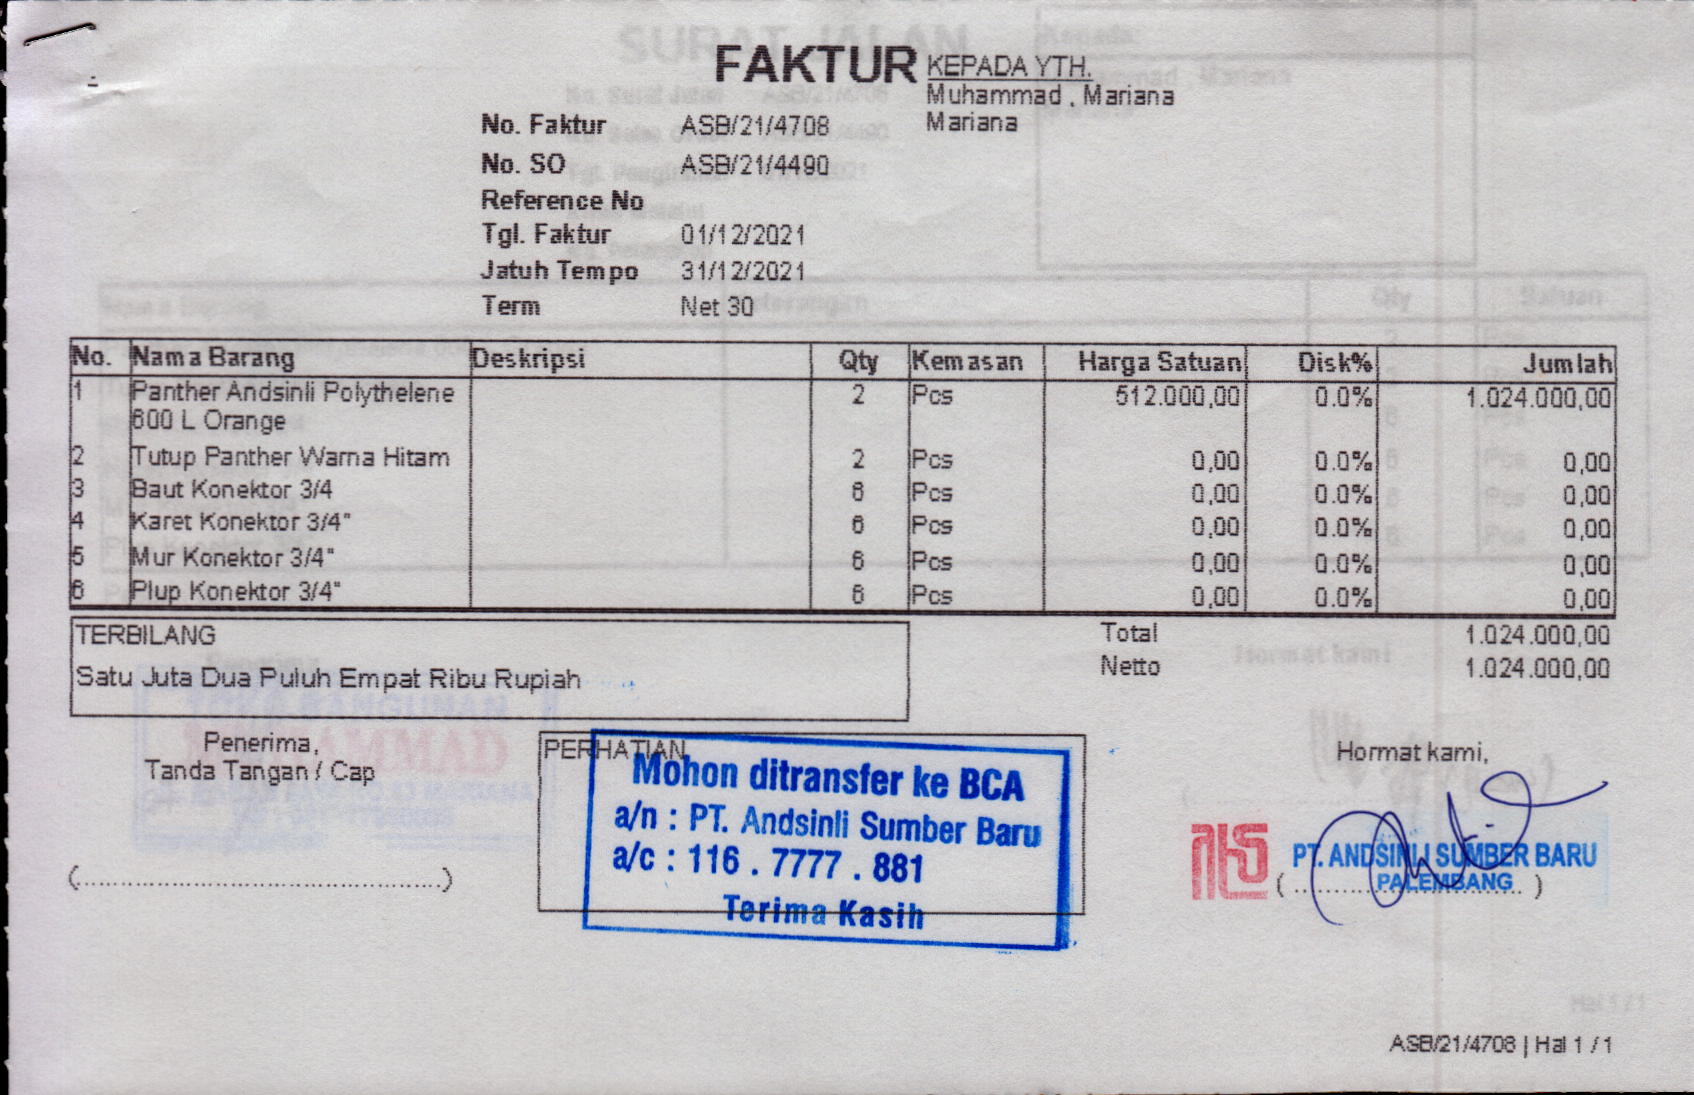 FAKTUR
KEPADA YTH.
Muhammad , Mariana
Mariana
No. Faktur ASB/21/4708
No. SO ASB/21/4490
Reference No
Tgl. Faktur 01/12/2021
Jatuh Tempo 31/12/2021
Term Net 30
No. Nama Barang Deskripsi Qty Kemasan Harga Satuan Disk% Jumlah
1 Panther Andsinli Polythelene 2 Pcs 512.000,00 0.0% 1.024.000,00
600 L Orange
2 Tutup Panther Warna Hitam 2 Pcs 0,00 0.0% 0,00
3 Baut Konektor 3/4 6 Pcs 0,00 0.0% 0,00
4 Karet Konektor 3/4" 6 Pcs 0,00 0.0% 0,00
5 Mur Konektor 3/4" 6 Pcs 0,00 0.0% 0,00
6 Plup Konektor 3/4" 6 Pcs 0,00 0.0% 0,00
TERBILANG
Satu Juta Dua Puluh Empat Ribu Rupiah
Total 1.024.000,00
Netto 1.024.000,00
Penerima,
Tanda Tangan / Cap
(................................................)
PERHATIAN
Mohon ditransfer ke BCA
a/n : PT. Andsinli Sumber Baru
a/c : 116 . 7777 . 881
Terima Kasih
Hormat kami,
PT. ANDSINLI SUMBER BARU
PALEMBANG
ASB/21/4708 | Hal 1 / 1